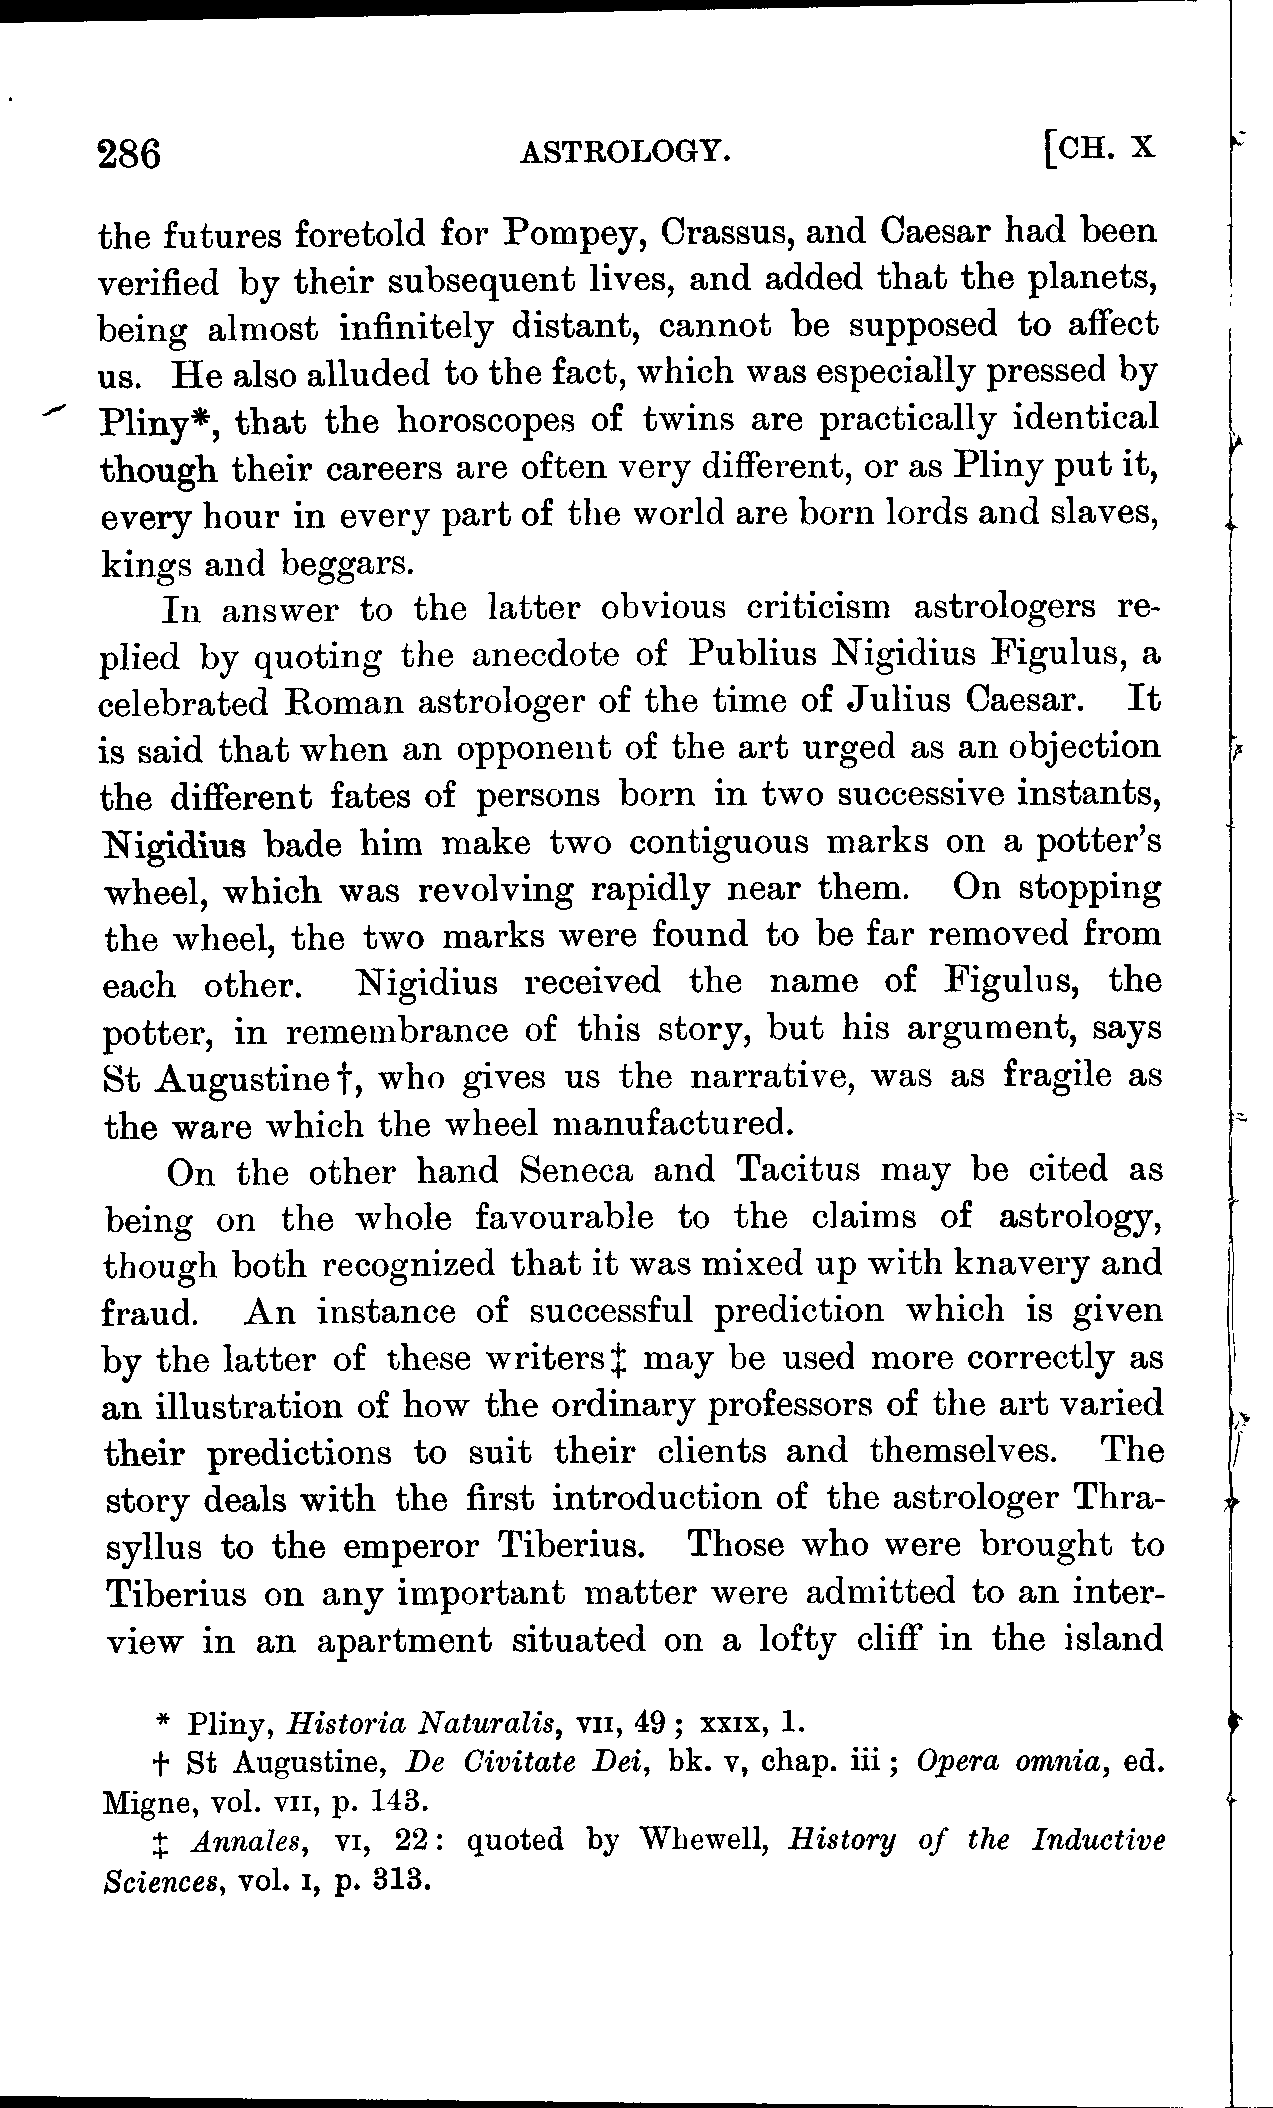 286 ASTROLOGY. [CH. X
the futures foretold for Pompey, Crassus, and Caesar had been
verified by their subsequent lives, and added that the planets,
being almost infinitely distant, cannot be supposed to affect
us. He also alluded to the fact, which was especially pressed by
Pliny*, that the horoscopes of twins are practically identical
though their careers are often very different, or as Pliny put it,
every hour in every part of the world are born lords and slaves,
kings and beggars.
In answer to the latter obvious criticism astrologers re-
plied by quoting the anecdote of Publius Nigidius Figulus, a
celebrated Roman astrologer of the time of Julius Caesar. It
is said that when an opponent of the art urged as an objection
the different fates of persons born in two successive instants,
Nigidius bade him make two contiguous marks on a potter's
wheel, which was revolving rapidly near them. On stopping
the wheel, the two marks were found to be far removed from
each other. Nigidius received the name of Figulus, the
potter, in remembrance of this story, but his argument, says
St Augustine†, who gives us the narrative, was as fragile as
the ware which the wheel manufactured.
On the other hand Seneca and Tacitus may be cited as
being on the whole favourable to the claims of astrology,
though both recognized that it was mixed up with knavery and
fraud. An instance of successful prediction which is given
by the latter of these writers‡ may be used more correctly as
an illustration of how the ordinary professors of the art varied
their predictions to suit their clients and themselves. The
story deals with the first introduction of the astrologer Thra-
syllus to the emperor Tiberius. Those who were brought to
Tiberius on any important matter were admitted to an inter-
view in an apartment situated on a lofty cliff in the island
* Pliny, Historia Naturalis, VII, 49; XXIX, 1.
† St Augustine, De Civitate Dei, bk. v, chap. iii; Opera omnia, ed.
Migne, vol. VII, p. 143.
‡ Annales, VI, 22: quoted by Whewell, History of the Inductive
Sciences, vol. I, p. 313.